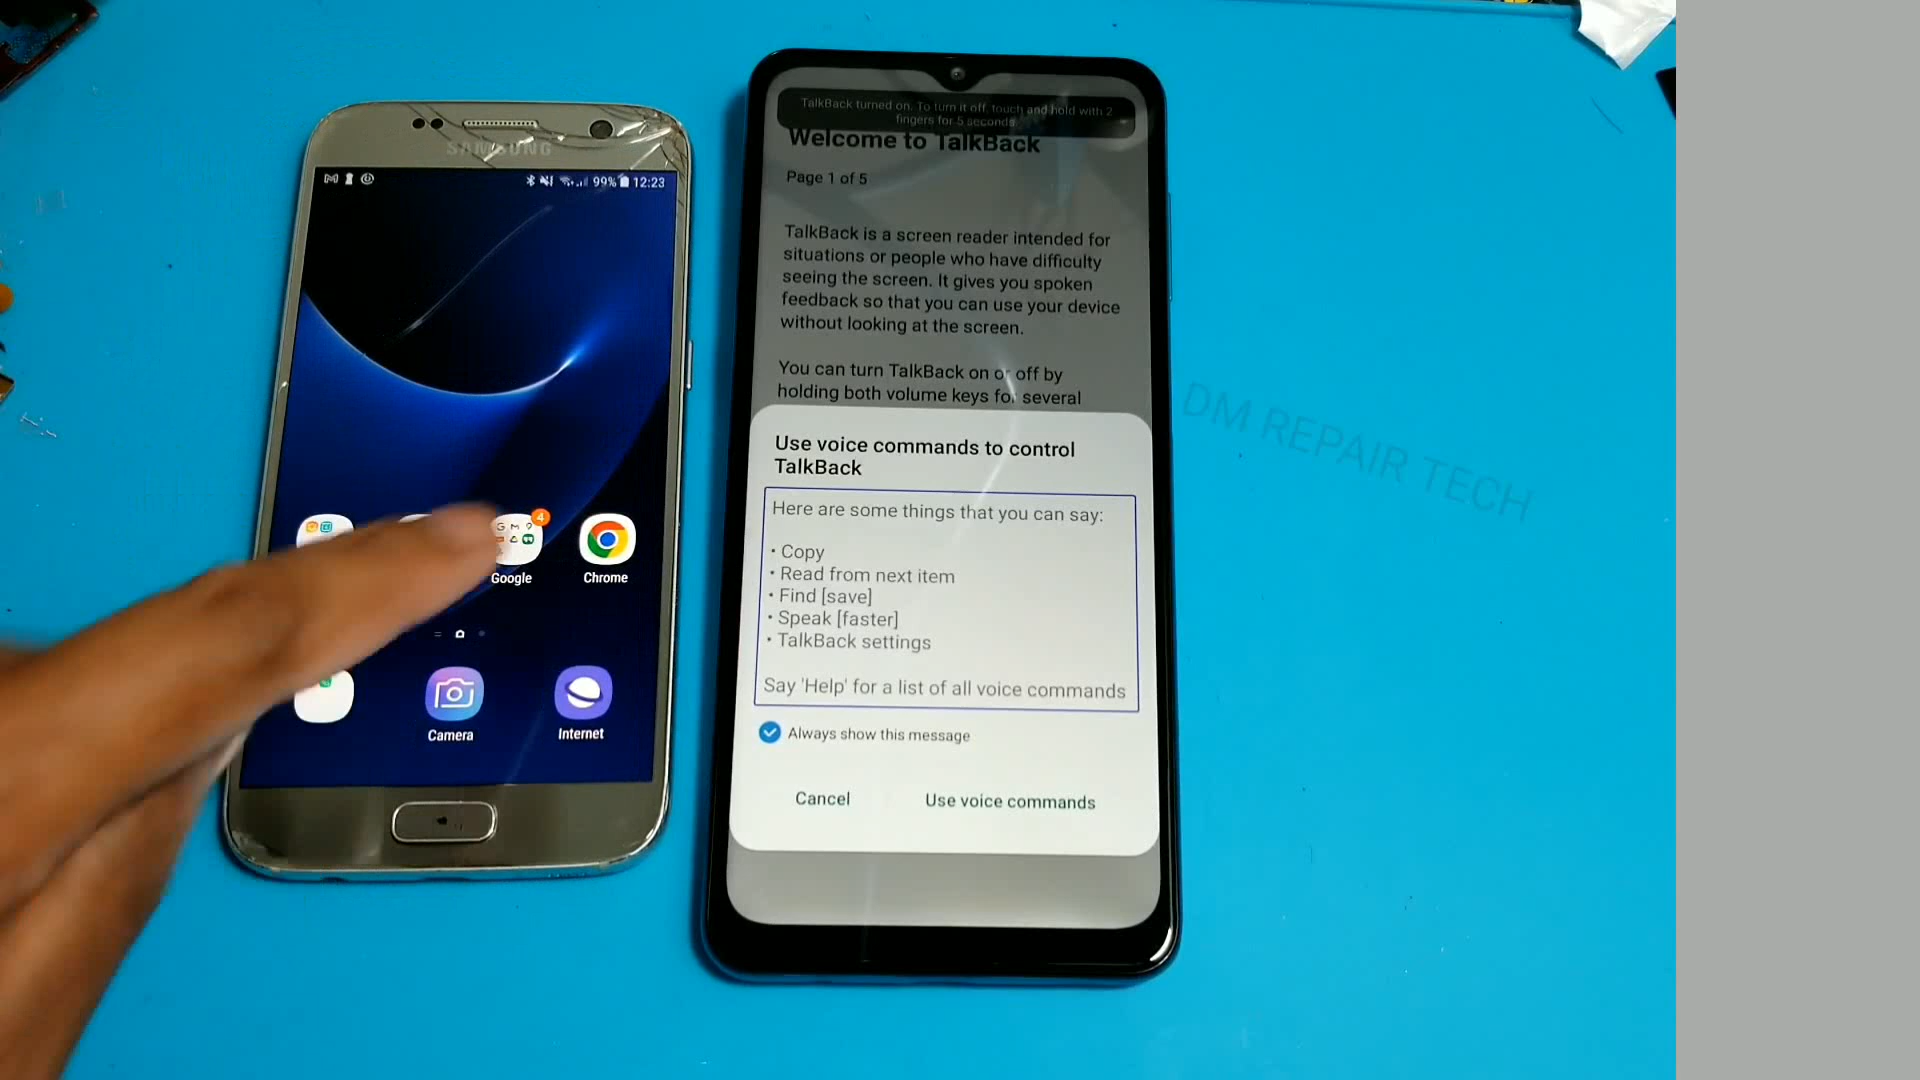 SAMSUNG
99% 12:23
4
Google
Chrome
Camera
Internet
TalkBack turned on. To turn it off, touch and hold with 2
fingers for 5 seconds.
Welcome to TalkBack
Page 1 of 5
TalkBack is a screen reader intended for
situations or people who have difficulty
seeing the screen. It gives you spoken
feedback so that you can use your device
without looking at the screen.
You can turn TalkBack on or off by
holding both volume keys for several
Use voice commands to control
TalkBack
Here are some things that you can say:
• Copy
• Read from next item
• Find [save]
• Speak [faster]
• TalkBack settings
Say 'Help' for a list of all voice commands
Always show this message
Cancel
Use voice commands
DM REPAIR TECH